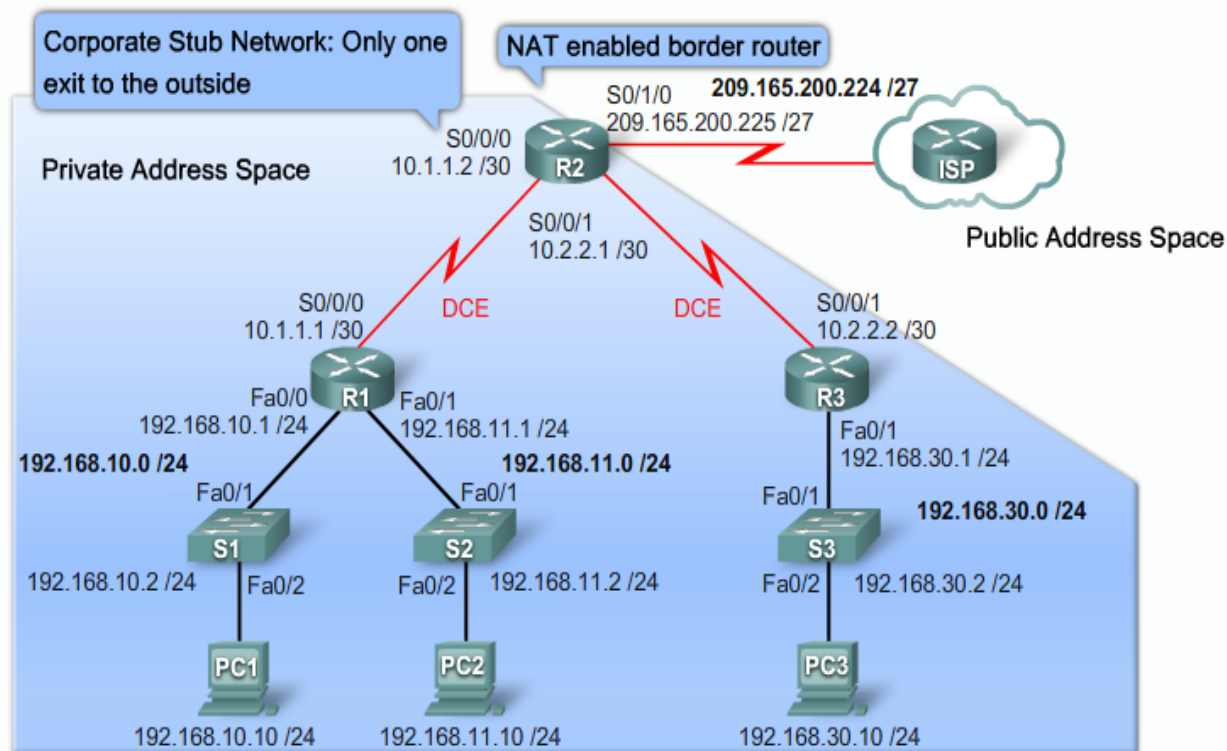 Corporate Stub Network: Only one
exit to the outside
NAT enabled border router
S0/1/0
209.165.200.224 /27
209.165.200.225 /27
S0/0/0
10.1.1.2 /30
R2
ISP
Private Address Space
Public Address Space
S0/0/1
10.2.2.1 /30
S0/0/0
10.1.1.1 /30
DCE
DCE
S0/0/1
10.2.2.2 /30
R1
R3
Fa0/0
192.168.10.1 /24
Fa0/1
192.168.11.1 /24
Fa0/1
192.168.30.1 /24
192.168.10.0 /24
192.168.11.0 /24
192.168.30.0 /24
Fa0/1
Fa0/1
Fa0/1
S1
S2
S3
192.168.10.2 /24
Fa0/2
Fa0/2
192.168.11.2 /24
Fa0/2
192.168.30.2 /24
PC1
PC2
PC3
192.168.10.10 /24
192.168.11.10 /24
192.168.30.10 /24